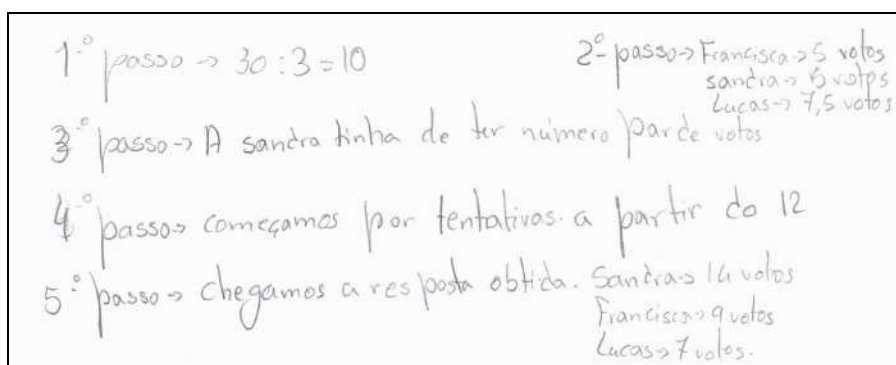 1.º passo → 30 : 3 = 10
2º passo → Francisca → 5 votos
sandra → 5 votos
Lucas → 7,5 votos
3.º passo → A sandra tinha de ter número par de votos
4.º passo → começamos por tentativas. a partir do 12
5.º passo → chegamos a resposta obtida. Sandra → 14 votos
Francisca → 9 votos
Lucas → 7 votos.